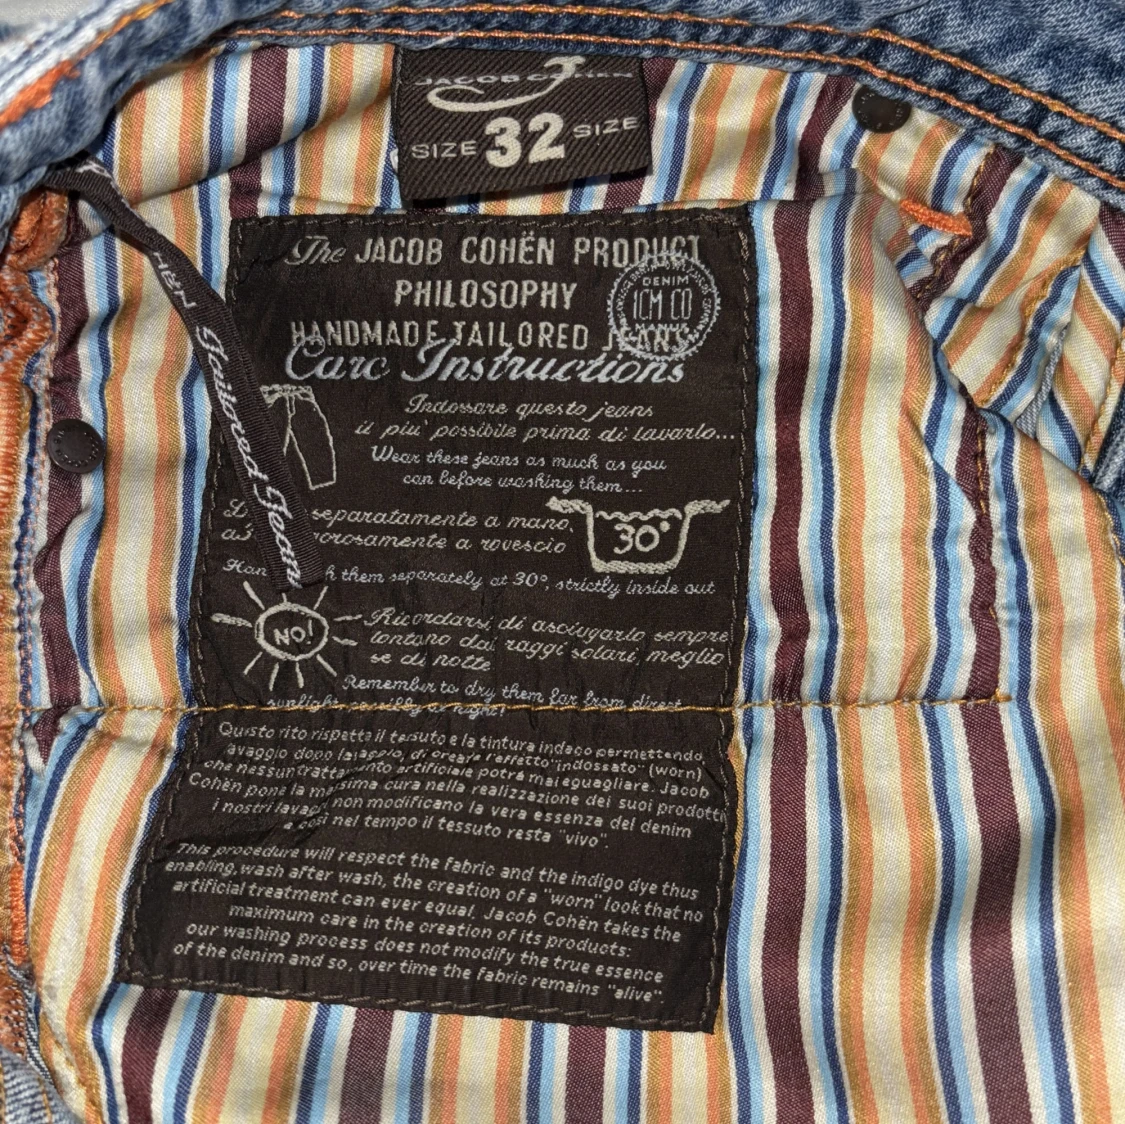 JACOB COHËN
SIZE 32 SIZE
The JACOB COHËN PRODUCT
PHILOSOPHY
HANDMADE TAILORED JEANS
DENIM
ICM CO
Care Instructions
Indossare questo jeans
il piu' possibile prima di lavarlo...
Wear these jeans as much as you
can before washing them...
separatamente a mano,
rovescio
30°
them separately at 30°, strictly inside out
NO!
Ricordarsi di asciugarlo sempre
lontano dai raggi solari, meglio
se di notte
Remember to dry them far from direct
sunlight, possibly at night!
HËN Tailored Jeans
Questo rito rispetta il tessuto e la tintura indaco permettendo,
lavaggio dopo lavaggio, di creare l'effetto "indossato" (worn)
che nessun trattamento artificiale potrà mai eguagliare. Jacob
Cohën pone la massima cura nella realizzazione dei suoi prodotti
i nostri lavaggi non modificano la vera essenza del denim
e così nel tempo il tessuto resta "vivo".
This procedure will respect the fabric and the indigo dye thus
enabling, wash after wash, the creation of a "worn" look that no
artificial treatment can ever equal. Jacob Cohën takes the
maximum care in the creation of its products:
our washing process does not modify the true essence
of the denim and so, over time the fabric remains "alive".